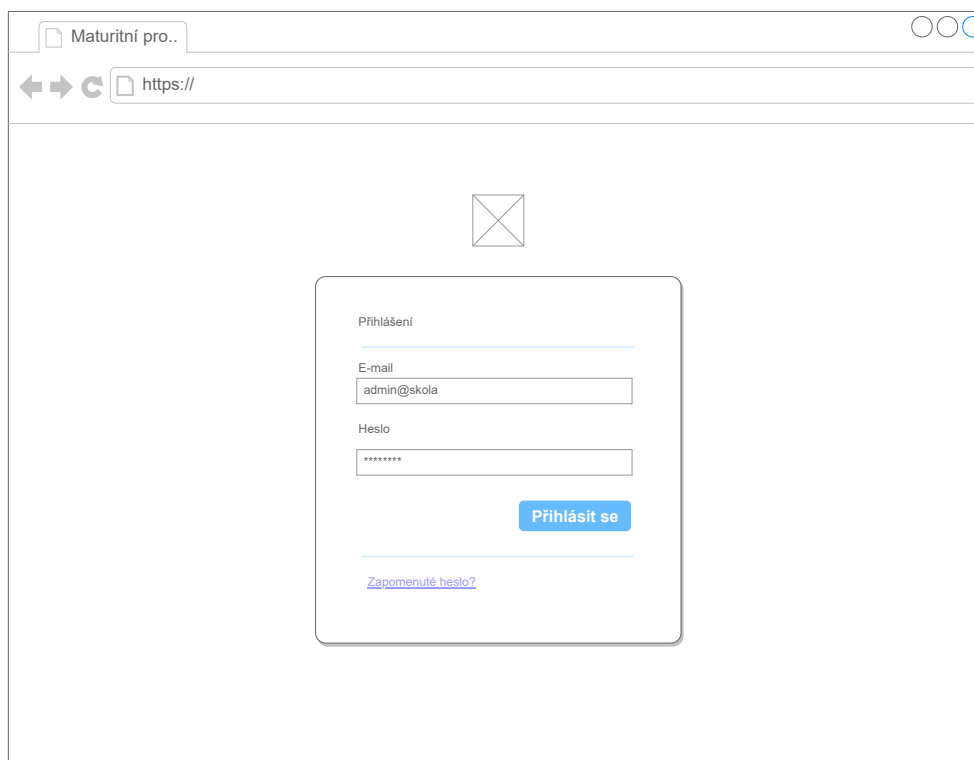 Maturitní pro..
https://
Přihlášení
E-mail
admin@skola
Heslo
********
Přihlásit se
Zapomenuté heslo?